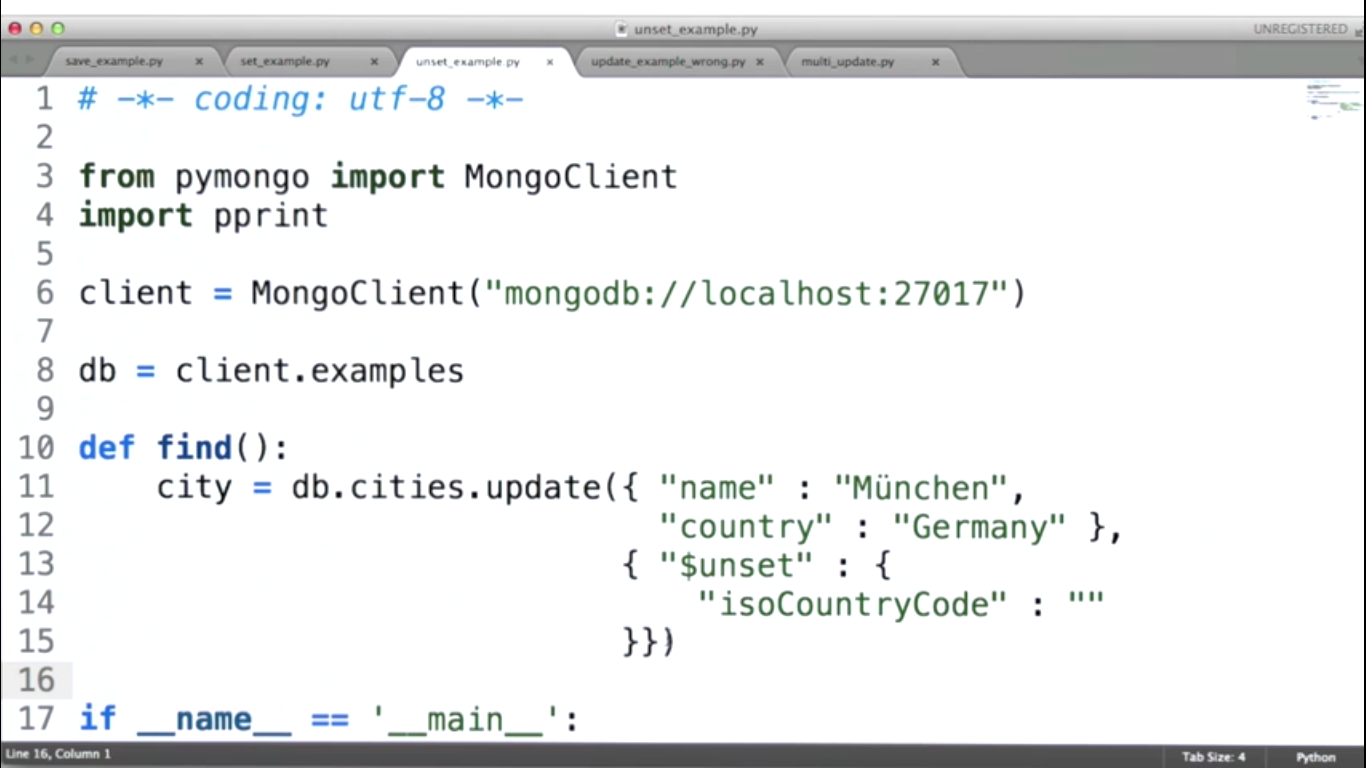 unset_example.py
UNREGISTERED
save_example.py × set_example.py × unset_example.py × update_example_wrong.py × multi_update.py ×
1 # -*- coding: utf-8 -*-
2
3 from pymongo import MongoClient
4 import pprint
5
6 client = MongoClient("mongodb://localhost:27017")
7
8 db = client.examples
9
10 def find():
11     city = db.cities.update({ "name" : "München",
12                               "country" : "Germany" },
13                             { "$unset" : {
14                                 "isoCountryCode" : ""
15                             }})
16
17 if __name__ == '__main__':
Line 16, Column 1
Tab Size: 4
Python